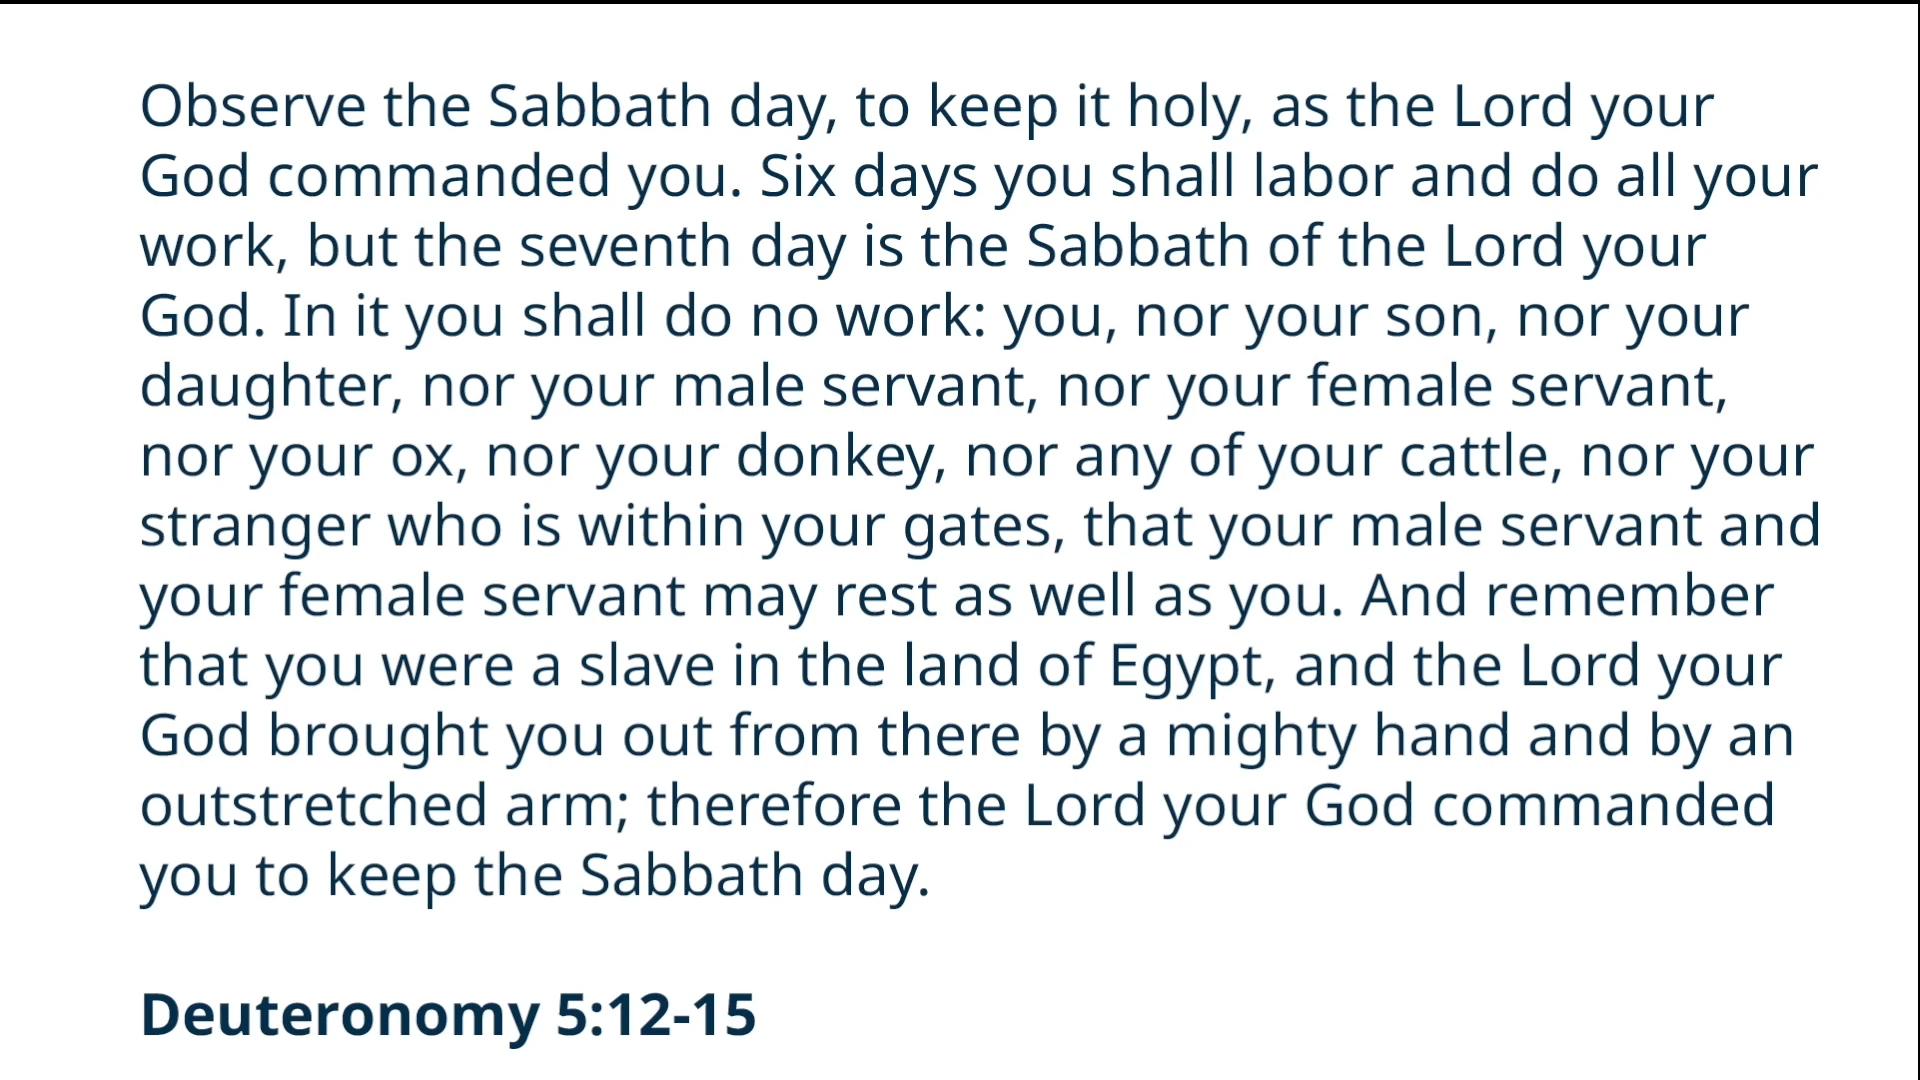 Observe the Sabbath day, to keep it holy, as the Lord your
God commanded you. Six days you shall labor and do all your
work, but the seventh day is the Sabbath of the Lord your
God. In it you shall do no work: you, nor your son, nor your
daughter, nor your male servant, nor your female servant,
nor your ox, nor your donkey, nor any of your cattle, nor your
stranger who is within your gates, that your male servant and
your female servant may rest as well as you. And remember
that you were a slave in the land of Egypt, and the Lord your
God brought you out from there by a mighty hand and by an
outstretched arm; therefore the Lord your God commanded
you to keep the Sabbath day.
Deuteronomy 5:12-15